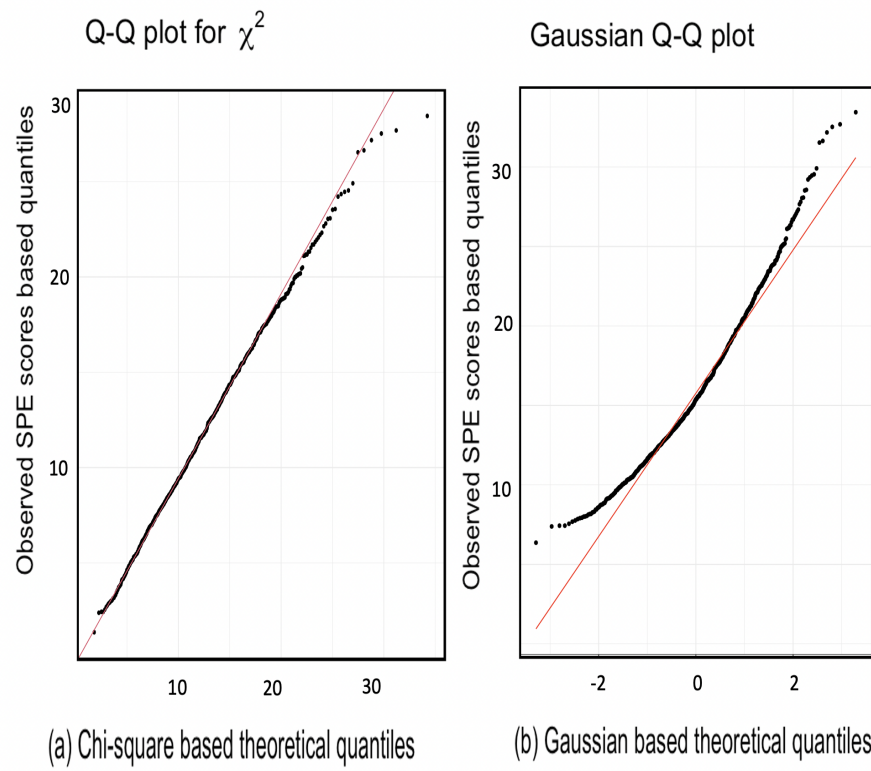 Q-Q plot for χ²
Observed SPE scores based quantiles
30
20
10
10 20 30
(a) Chi-square based theoretical quantiles
Gaussian Q-Q plot
Observed SPE scores based quantiles
30
20
10
-2 0 2
(b) Gaussian based theoretical quantiles